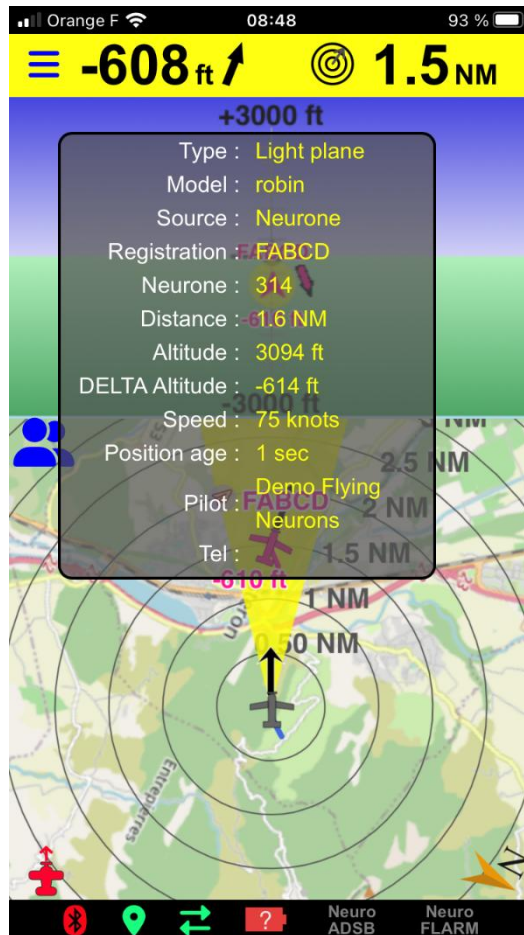 Orange F 08:48 93 %
-608 ft 1.5 NM
+3000 ft
Type : Light plane
Model : robin
Source : Neurone
Registration : FABCD
Neurone : 314
Distance : 1.6 NM
Altitude : 3094 ft
DELTA Altitude : -614 ft
-3000 ft
Speed : 75 knots
3 NM
Position age : 1 sec
2.5 NM
Pilot : Demo Flying
Neurons
FABCD
2 NM
Tel :
1.5 NM
-610 ft
1 NM
0.50 NM
Entrepierres
N
?
Neuro Neuro
ADSB FLARM